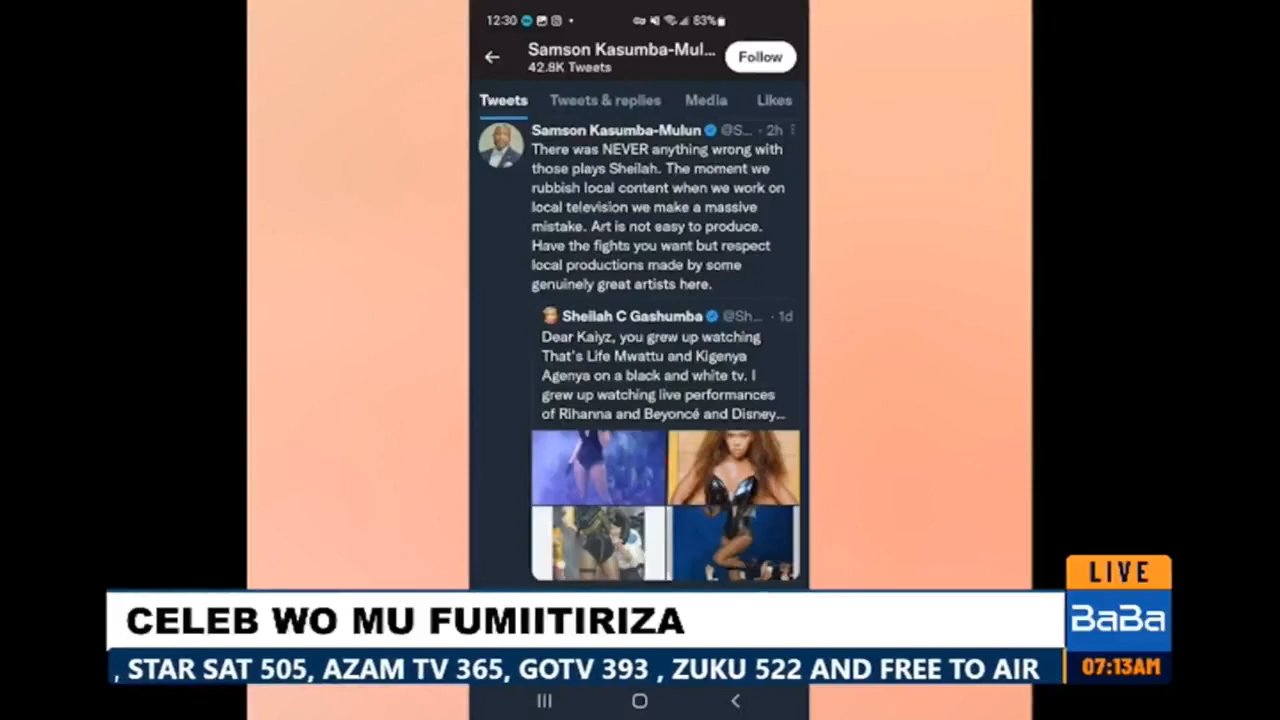 12:30
83%
Samson Kasumba-Mul...
42.8K Tweets
Follow
Tweets
Tweets & replies
Media
Likes
Samson Kasumba-Mulun @S... · 2h
There was NEVER anything wrong with
those plays Sheilah. The moment we
rubbish local content when we work on
local television we make a massive
mistake. Art is not easy to produce.
Have the fights you want but respect
local productions made by some
genuinely great artists here.
Sheilah C Gashumba @Sh... · 1d
Dear Kaiyz, you grew up watching
That's Life Mwattu and Kigenya
Agenya on a black and white tv. I
grew up watching live performances
of Rihanna and Beyoncé and Disney...
LIVE
CELEB WO MU FUMIITIRIZA
BaBa
, STAR SAT 505, AZAM TV 365, GOTV 393 , ZUKU 522 AND FREE TO AIR
07:13AM